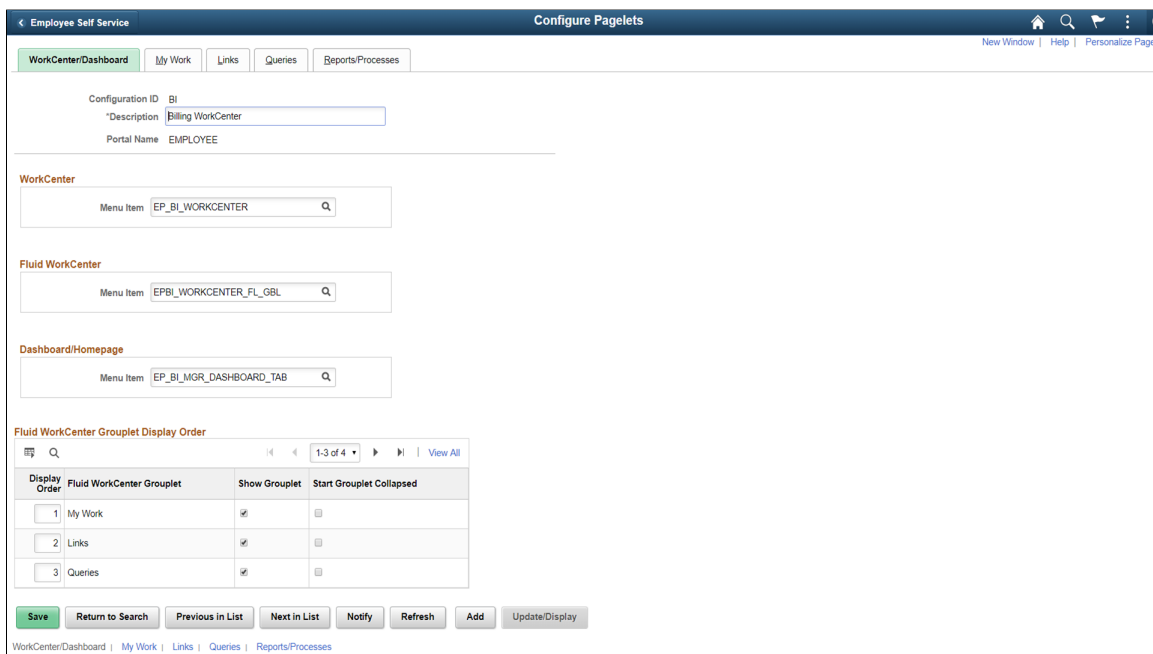 Employee Self Service
Configure Pagelets
New Window | Help | Personalize Page
WorkCenter/Dashboard My Work Links Queries Reports/Processes
Configuration ID BI
*Description Billing WorkCenter
Portal Name EMPLOYEE
WorkCenter
Menu Item EP_BI_WORKCENTER
Fluid WorkCenter
Menu Item EPBI_WORKCENTER_FL_GBL
Dashboard/Homepage
Menu Item EP_BI_MGR_DASHBOARD_TAB
Fluid WorkCenter Grouplet Display Order
1-3 of 4 | View All
Display Order Fluid WorkCenter Grouplet Show Grouplet Start Grouplet Collapsed
1 My Work
2 Links
3 Queries
Save Return to Search Previous in List Next in List Notify Refresh Add Update/Display
WorkCenter/Dashboard | My Work | Links | Queries | Reports/Processes